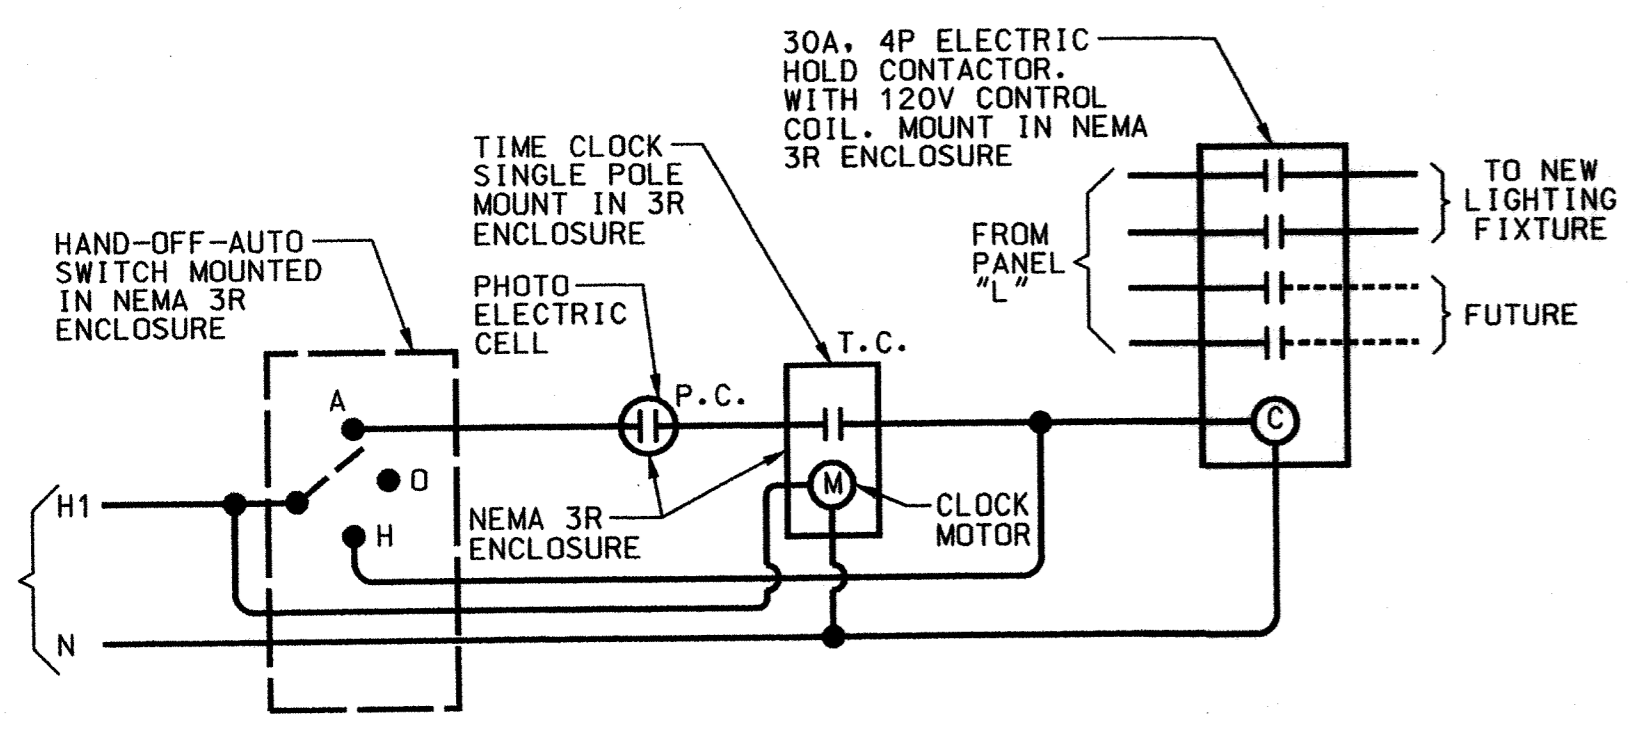 30A, 4P ELECTRIC
HOLD CONTACTOR.
WITH 120V CONTROL
COIL. MOUNT IN NEMA
3R ENCLOSURE
TIME CLOCK
SINGLE POLE
MOUNT IN 3R
ENCLOSURE
TO NEW
LIGHTING
FIXTURE
FROM
PANEL
"L"
HAND-OFF-AUTO
SWITCH MOUNTED
IN NEMA 3R
ENCLOSURE
PHOTO
ELECTRIC
CELL
FUTURE
T.C.
P.C.
A
C
O
M
H1
H
NEMA 3R
ENCLOSURE
CLOCK
MOTOR
N